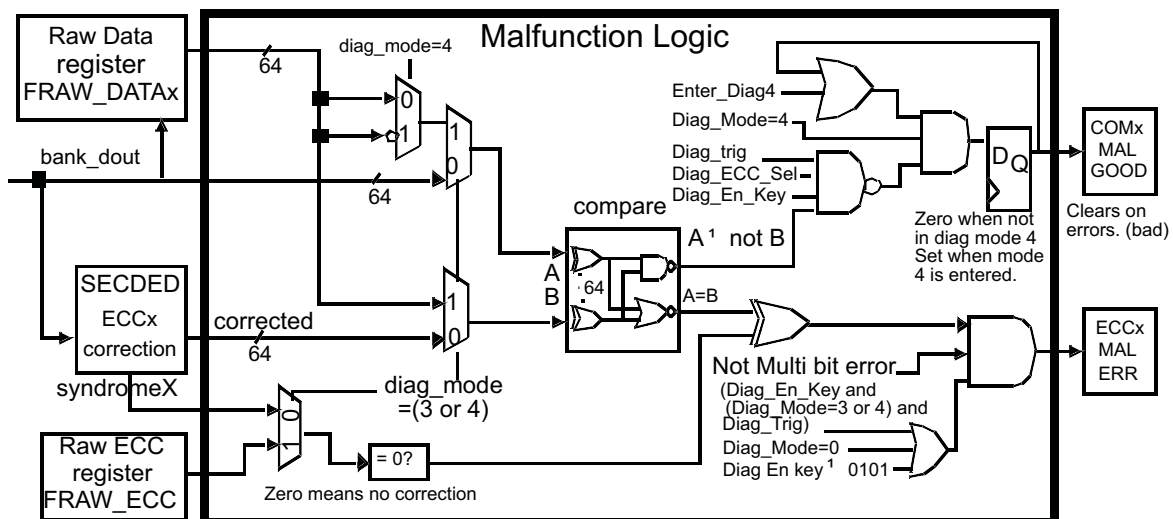 Malfunction Logic
Raw Data
register
FRAW_DATAx
64
bank_dout
64
diag_mode=4
0
1
1
0
SECDED
ECCx
correction
corrected
64
syndromeX
1
0
diag_mode
=(3 or 4)
0
1
Raw ECC
register
FRAW_ECC
= 0?
Zero means no correction
compare
A
B
64
A ¹ not B
A=B
Enter_Diag4
Diag_Mode=4
Diag_trig
Diag_ECC_Sel
Diag_En_Key
D
Q
Zero when not
in diag mode 4
Set when mode
4 is entered.
COMx
MAL
GOOD
Clears on
errors. (bad)
Not Multi bit error
(Diag_En_Key and
(Diag_Mode=3 or 4) and
Diag_Trig)
Diag_Mode=0
Diag En key ¹ 0101
ECCx
MAL
ERR